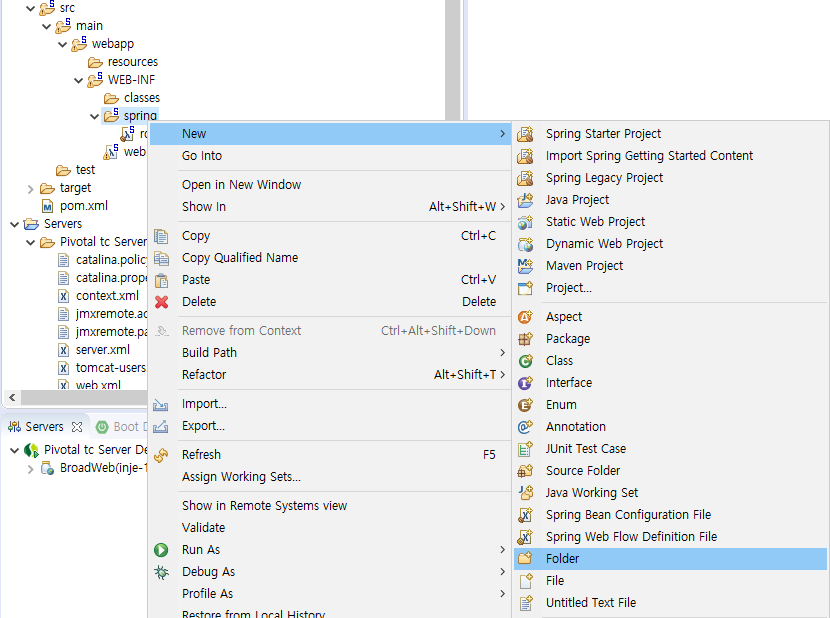 src
main
webapp
resources
WEB-INF
classes
spring
web
test
target
pom.xml
Servers
Pivotal tc Server
catalina.policy
catalina.prope
context.xml
jmxremote.ac
jmxremote.pa
server.xml
tomcat-users
web.xml
Servers
Boot D
Pivotal tc Server De
BroadWeb(inje-1
New
Go Into
Open in New Window
Show In Alt+Shift+W
Copy Ctrl+C
Copy Qualified Name
Paste Ctrl+V
Delete Delete
Remove from Context Ctrl+Alt+Shift+Down
Build Path
Refactor Alt+Shift+T
Import...
Export...
Refresh F5
Assign Working Sets...
Show in Remote Systems view
Validate
Run As
Debug As
Profile As
Restore from Local History
Spring Starter Project
Import Spring Getting Started Content
Spring Legacy Project
Java Project
Static Web Project
Dynamic Web Project
Maven Project
Project...
Aspect
Package
Class
Interface
Enum
Annotation
JUnit Test Case
Source Folder
Java Working Set
Spring Bean Configuration File
Spring Web Flow Definition File
Folder
File
Untitled Text File